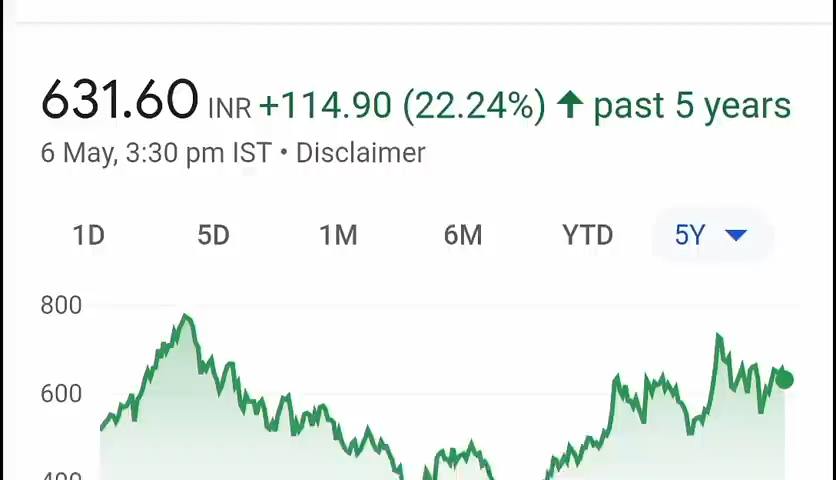 631.60 INR +114.90 (22.24%) ↑ past 5 years
6 May, 3:30 pm IST • Disclaimer
1D 5D 1M 6M YTD 5Y
800
600
400